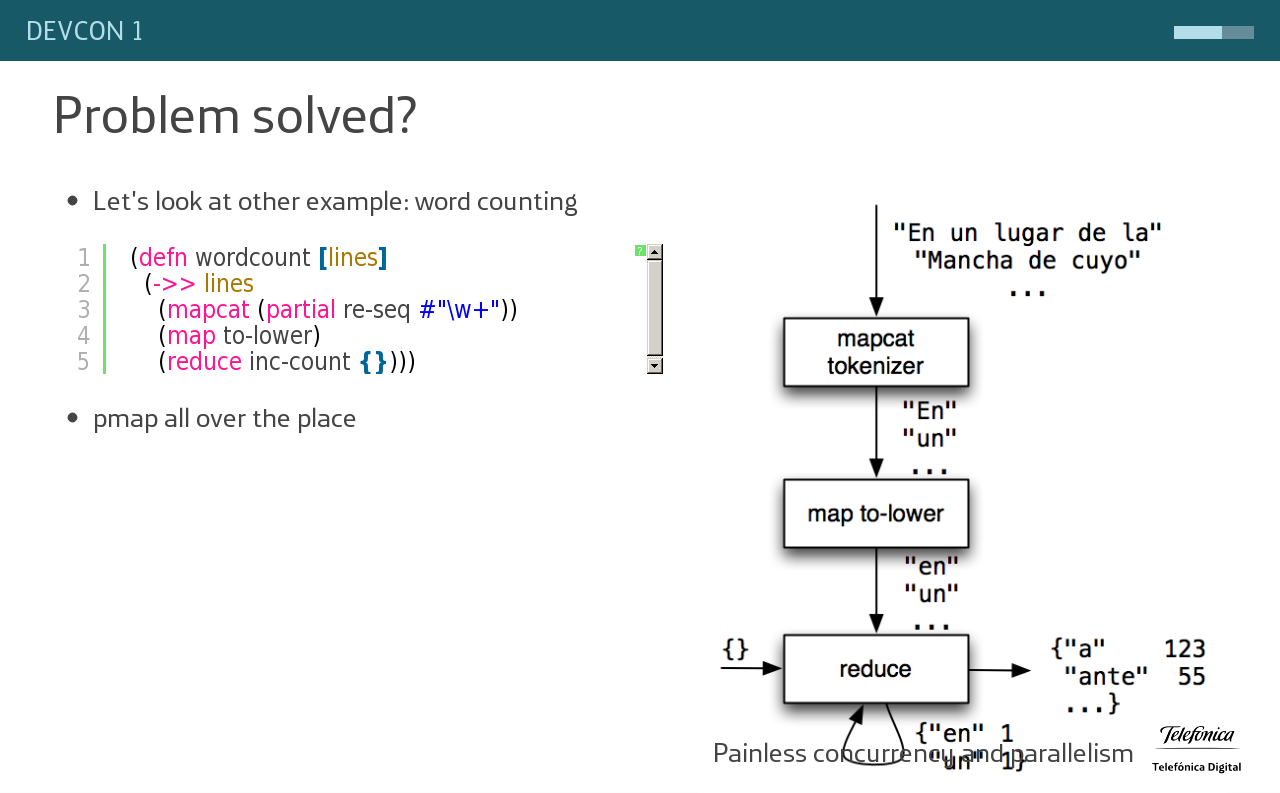 DEVCON 1
Problem solved?
• Let's look at other example: word counting
1 (defn wordcount [lines]
2 (->> lines
3 (mapcat (partial re-seq #"\w+"))
4 (map to-lower)
5 (reduce inc-count {})))
?
• pmap all over the place
"En un lugar de la"
"Mancha de cuyo"
...
mapcat
tokenizer
"En"
"un"
...
map to-lower
"en"
"un"
...
{}
reduce
{"a" 123
"ante" 55
...}
{"en" 1
"un" 1}
Painless concurrency and parallelism
Telefónica
Telefónica Digital